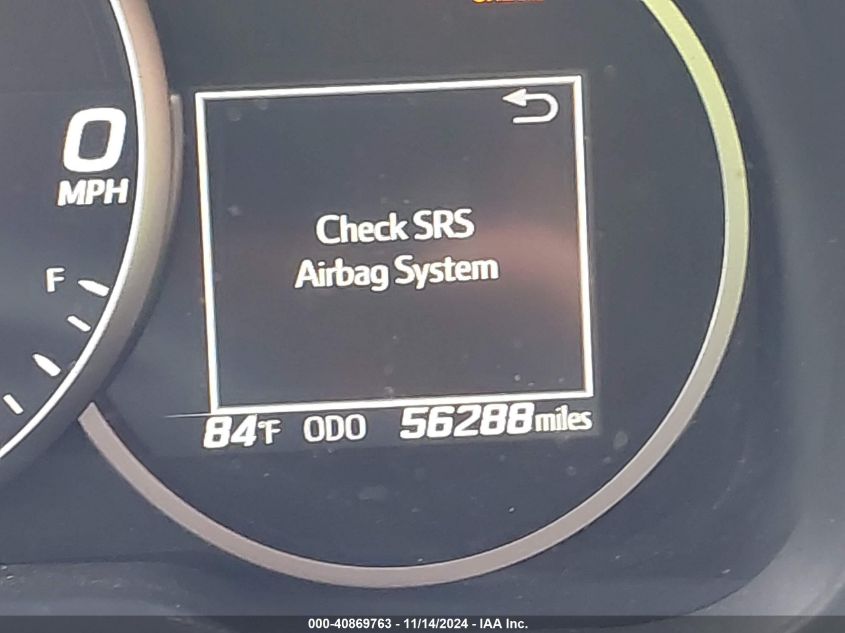 0
MPH
F
Check SRS
Airbag System
84°F ODO 56288 miles
000-40869763 - 11/14/2024 - IAA Inc.